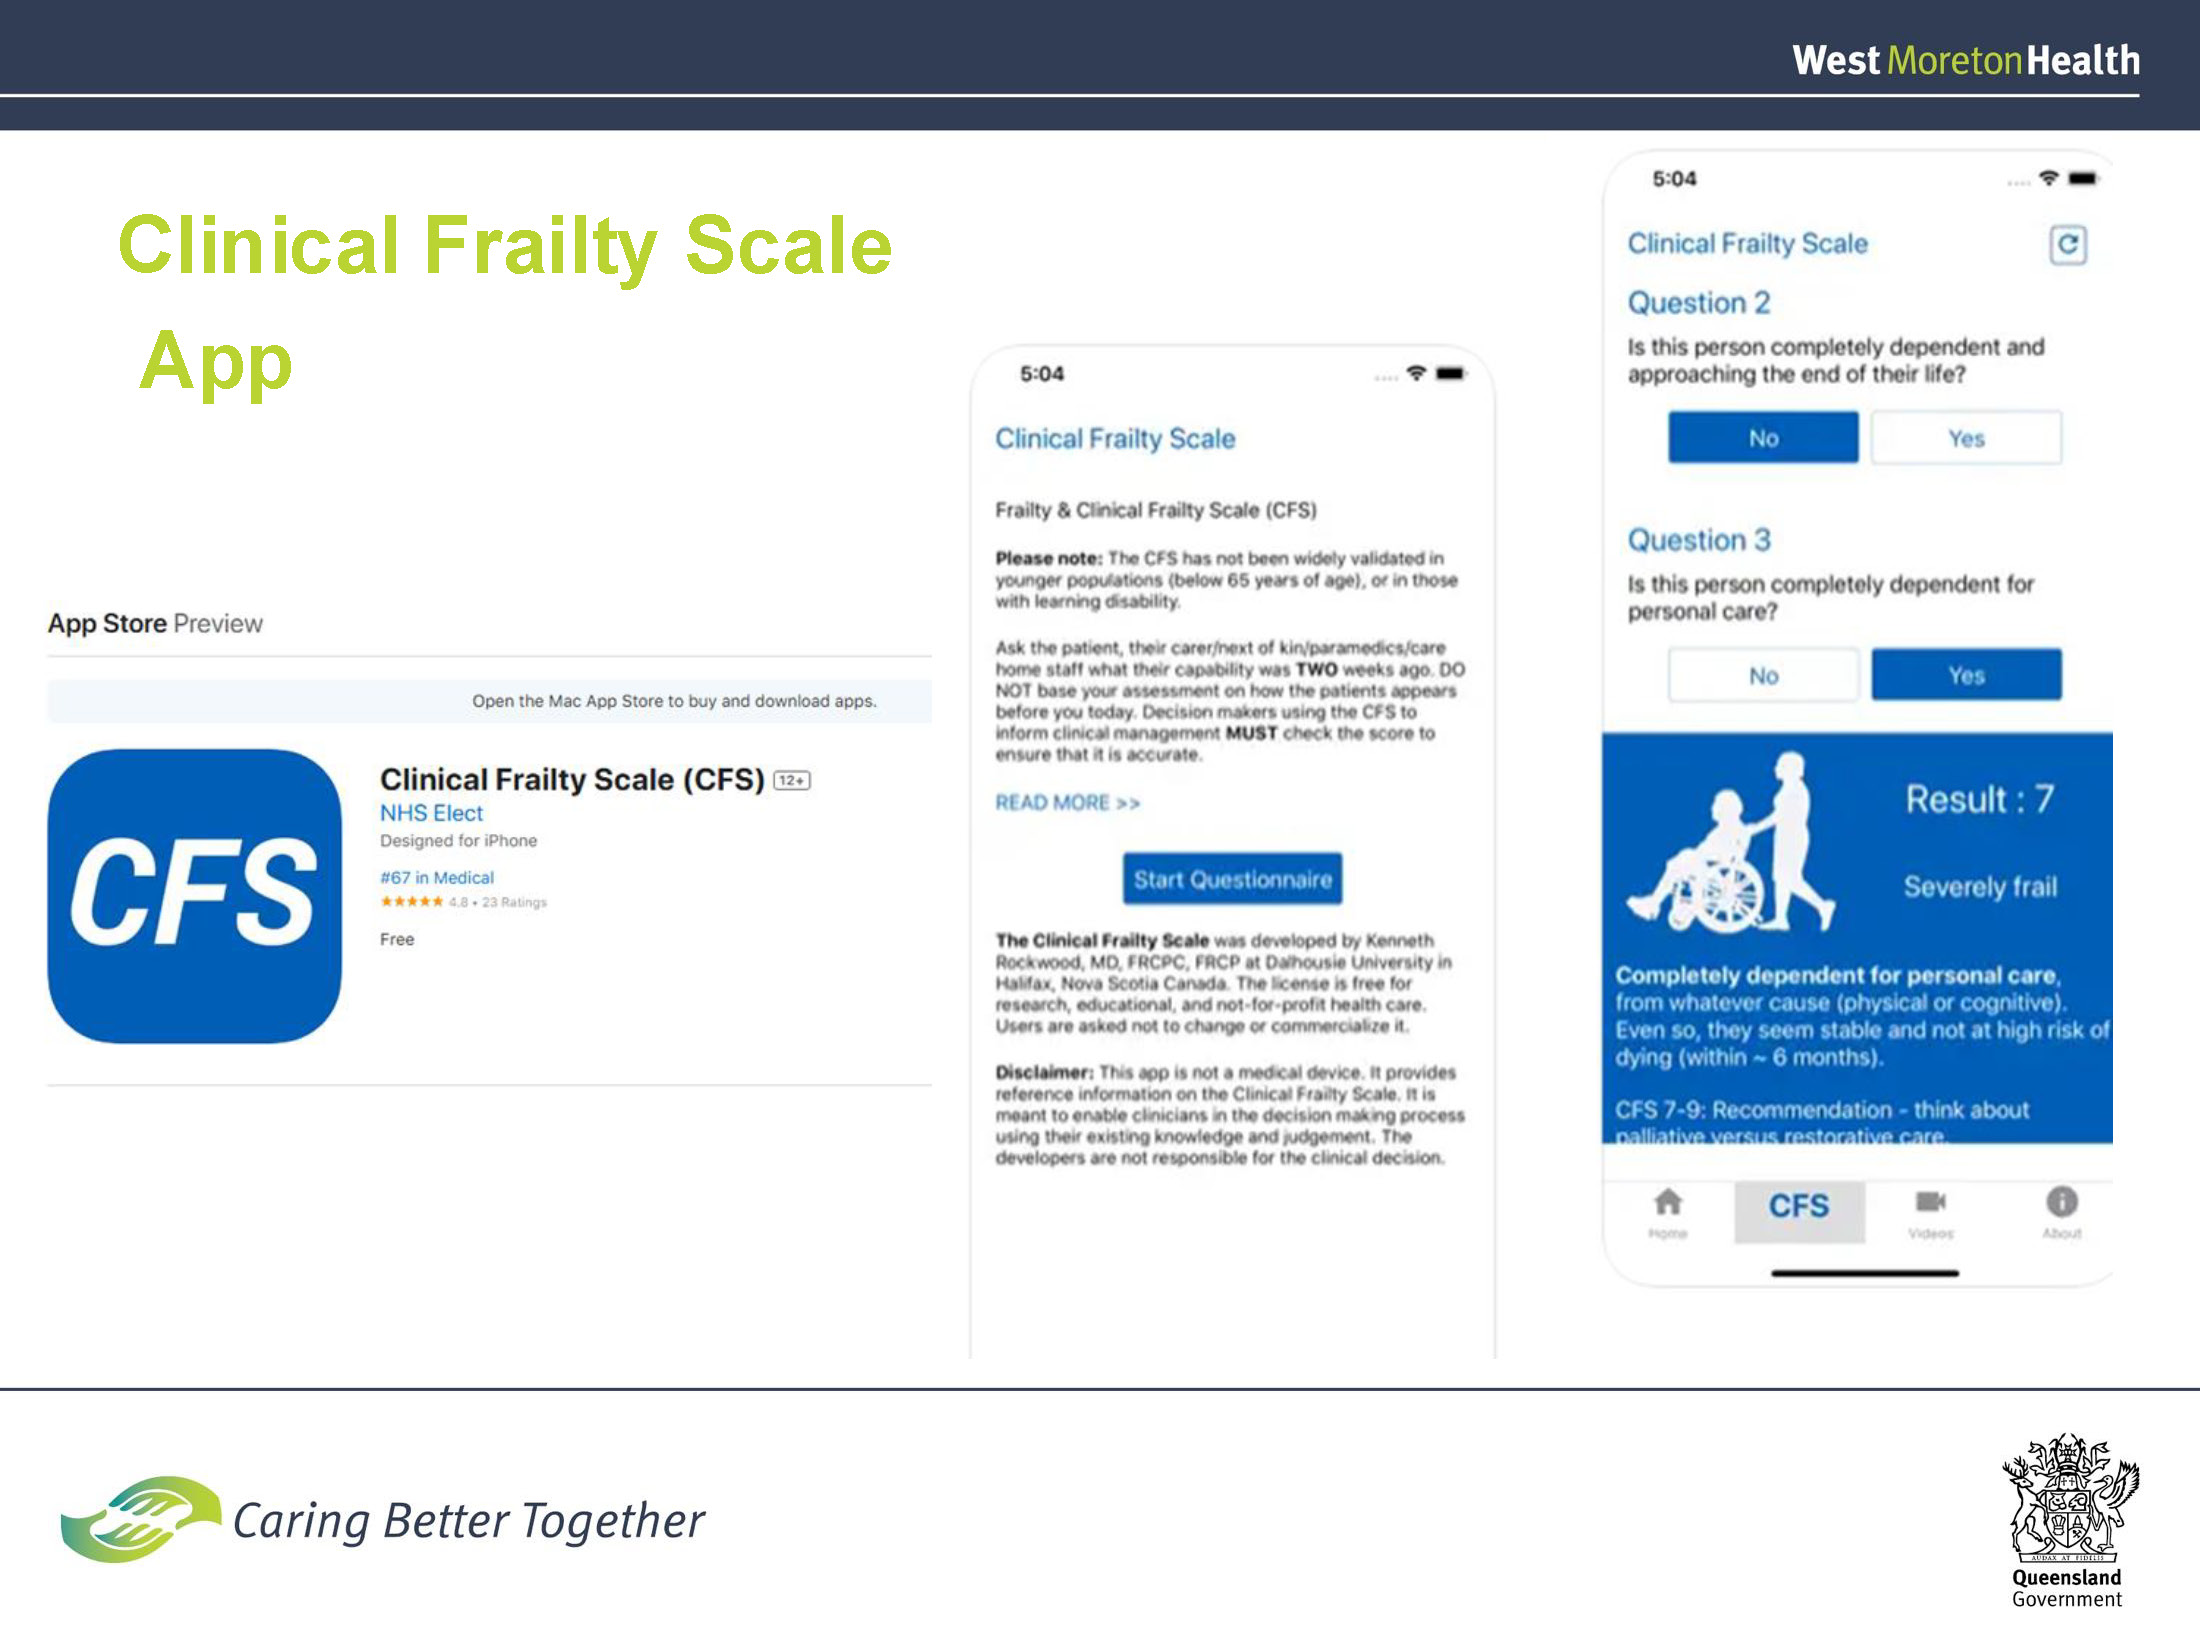 West Moreton Health
Clinical Frailty Scale
App
App Store Preview
Open the Mac App Store to buy and download apps.
CFS
Clinical Frailty Scale (CFS) 12+
NHS Elect
Designed for iPhone
#67 in Medical
★★★★★ 4.8 • 23 Ratings
Free
5:04
Clinical Frailty Scale
Frailty & Clinical Frailty Scale (CFS)
Please note: The CFS has not been widely validated in
younger populations (below 65 years of age), or in those
with learning disability.
Ask the patient, their carer/next of kin/paramedics/care
home staff what their capability was TWO weeks ago. DO
NOT base your assessment on how the patients appears
before you today. Decision makers using the CFS to
inform clinical management MUST check the score to
ensure that it is accurate.
READ MORE >>
Start Questionnaire
The Clinical Frailty Scale was developed by Kenneth
Rockwood, MD, FRCPC, FRCP at Dalhousie University in
Halifax, Nova Scotia Canada. The license is free for
research, educational, and not-for-profit health care.
Users are asked not to change or commercialize it.
Disclaimer: This app is not a medical device. It provides
reference information on the Clinical Frailty Scale. It is
meant to enable clinicians in the decision making process
using their existing knowledge and judgement. The
developers are not responsible for the clinical decision.
5:04
Clinical Frailty Scale
Question 2
Is this person completely dependent and
approaching the end of their life?
No Yes
Question 3
Is this person completely dependent for
personal care?
No Yes
Result : 7
Severely frail
Completely dependent for personal care,
from whatever cause (physical or cognitive).
Even so, they seem stable and not at high risk of
dying (within ~ 6 months).
CFS 7-9: Recommendation - think about
palliative versus restorative care.
CFS
Home Videos About
Caring Better Together
AUDAX AT FIDELIS
Queensland
Government